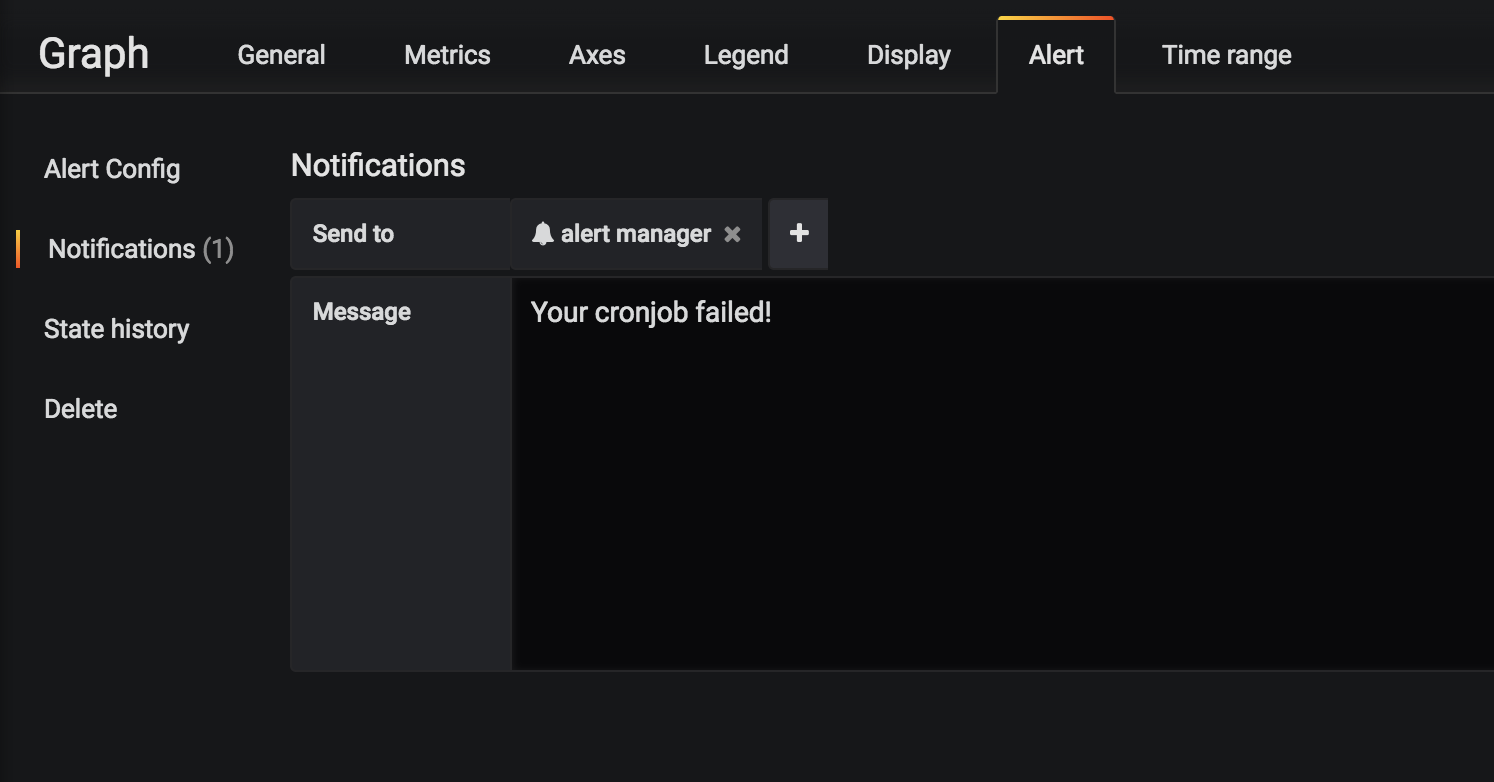 Graph General Metrics Axes Legend Display Alert Time range
Alert Config
Notifications (1)
State history
Delete
Notifications
Send to alert manager
Message Your cronjob failed!